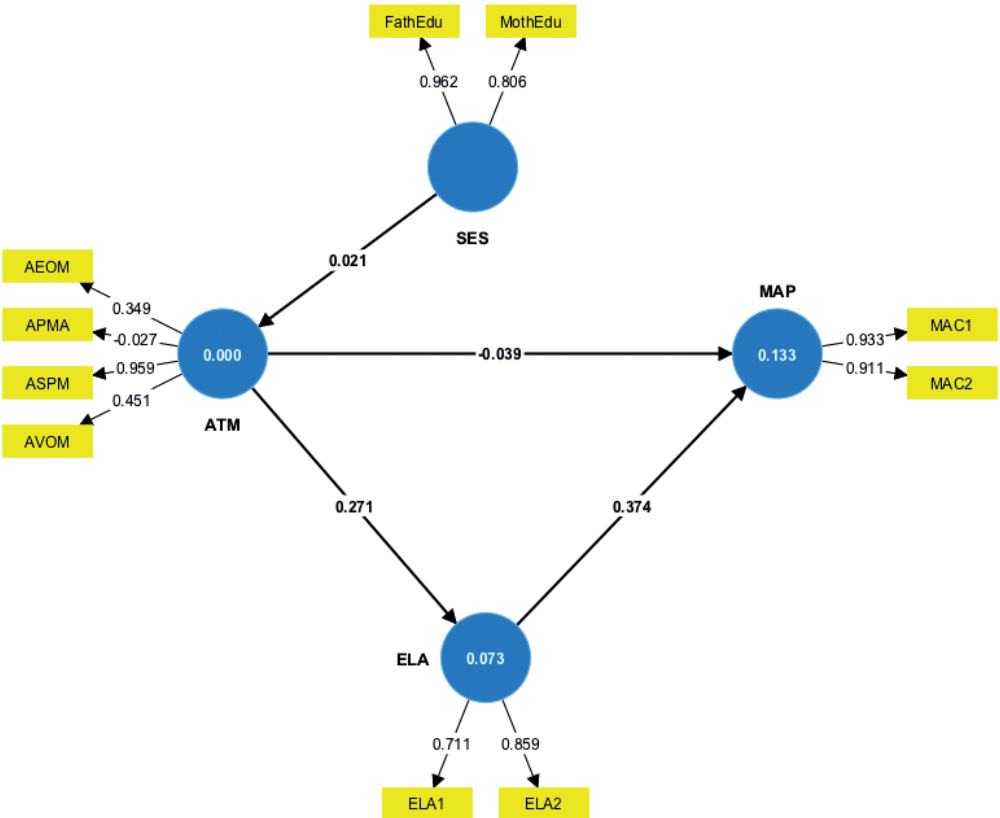 FathEdu MothEdu
0.962 0.806
SES
0.021
AEOM
0.349
APMA
-0.027
ASPM
0.959
AVOM
0.451
0.000
ATM
-0.039
MAP
0.133
0.933
MAC1
0.911
MAC2
0.271
0.374
ELA
0.073
0.711 0.859
ELA1 ELA2